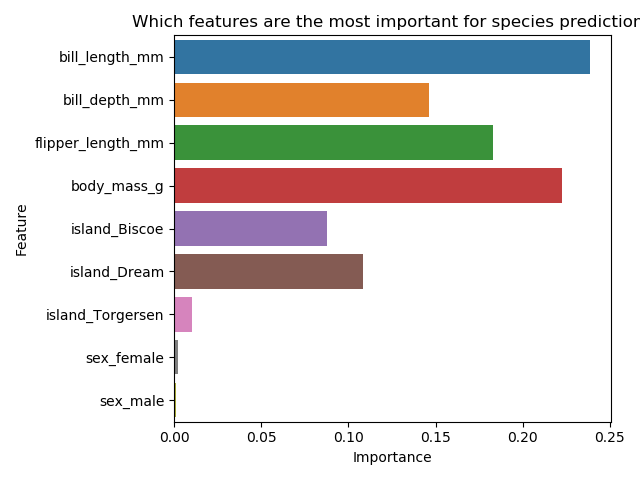 Which features are the most important for species prediction
bill_length_mm
bill_depth_mm
flipper_length_mm
body_mass_g
island_Biscoe
island_Dream
island_Torgersen
sex_female
sex_male
Feature
0.00 0.05 0.10 0.15 0.20 0.25
Importance